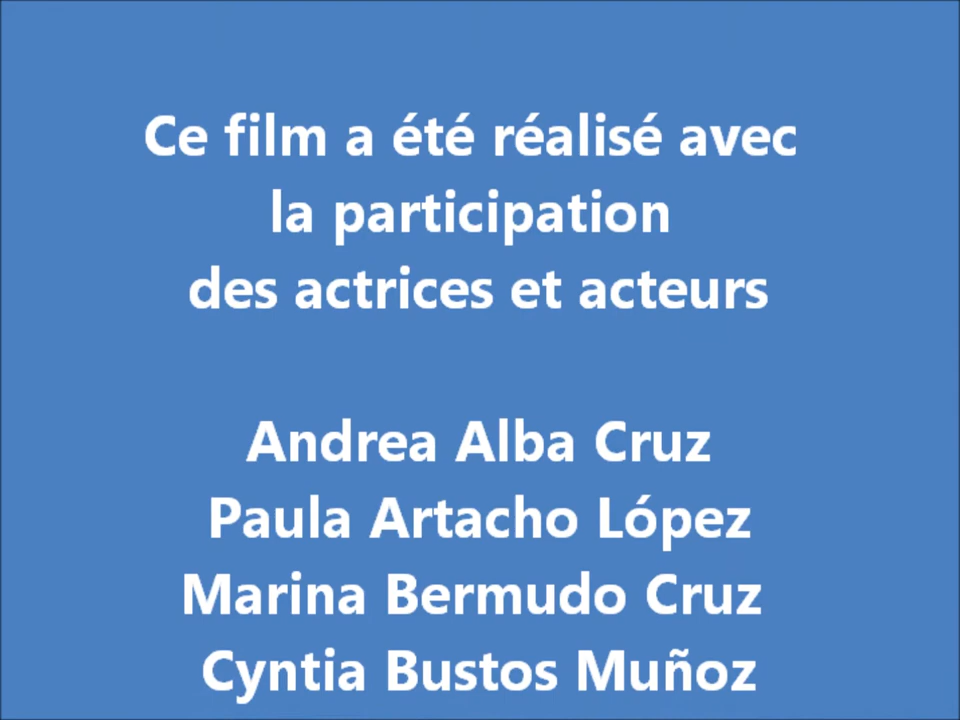 Ce film a été réalisé avec
la participation
des actrices et acteurs
Andrea Alba Cruz
Paula Artacho López
Marina Bermudo Cruz
Cyntia Bustos Muñoz